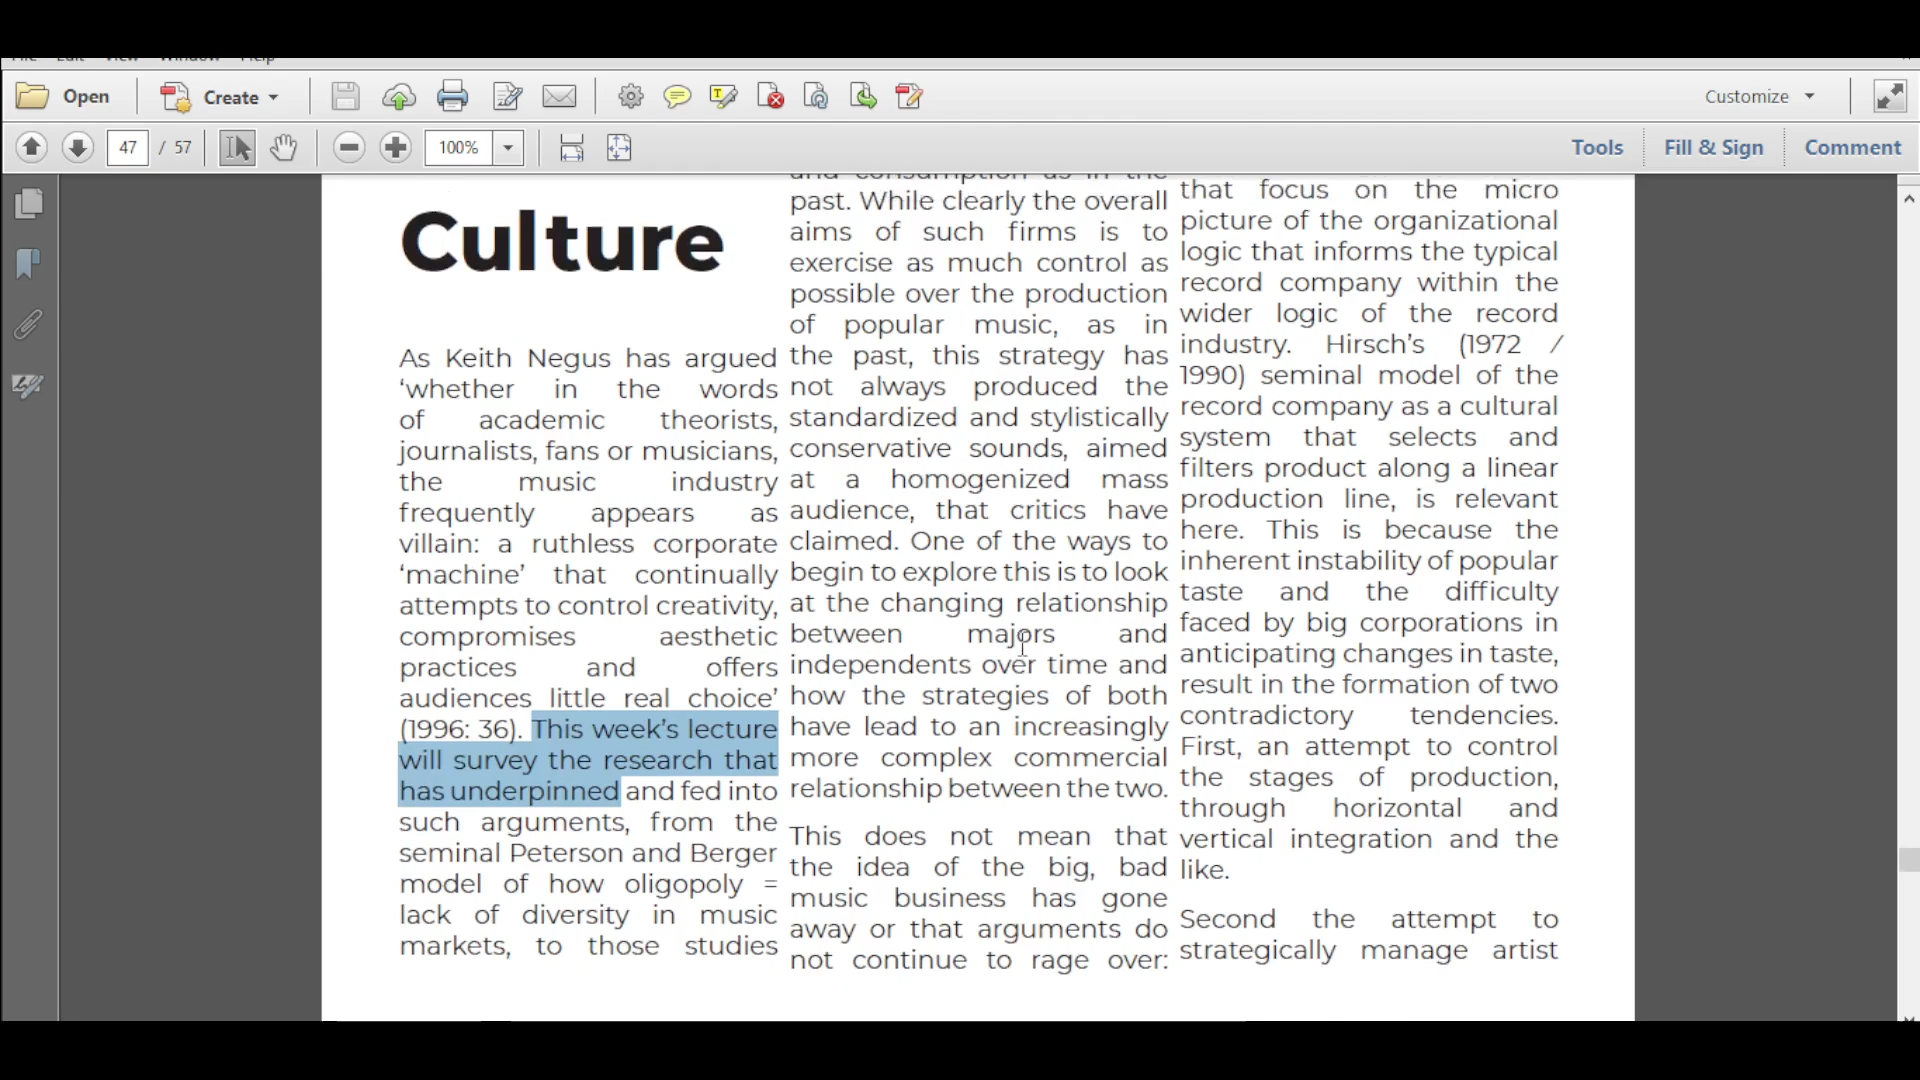 File Edit View Window Help
Open
Create
Customize
47 / 57
100%
Tools
Fill & Sign
Comment
Culture
As Keith Negus has argued
‘whether in the words
of academic theorists,
journalists, fans or musicians,
the music industry
frequently appears as
villain: a ruthless corporate
‘machine’ that continually
attempts to control creativity,
compromises aesthetic
practices and offers
audiences little real choice’
(1996: 36). This week’s lecture
will survey the research that
has underpinned and fed into
such arguments, from the
seminal Peterson and Berger
model of how oligopoly =
lack of diversity in music
markets, to those studies
and consumption as in the
past. While clearly the overall
aims of such firms is to
exercise as much control as
possible over the production
of popular music, as in
the past, this strategy has
not always produced the
standardized and stylistically
conservative sounds, aimed
at a homogenized mass
audience, that critics have
claimed. One of the ways to
begin to explore this is to look
at the changing relationship
between majors and
independents over time and
how the strategies of both
have lead to an increasingly
more complex commercial
relationship between the two.
This does not mean that
the idea of the big, bad
music business has gone
away or that arguments do
not continue to rage over:
that focus on the micro
picture of the organizational
logic that informs the typical
record company within the
wider logic of the record
industry. Hirsch’s (1972 /
1990) seminal model of the
record company as a cultural
system that selects and
filters product along a linear
production line, is relevant
here. This is because the
inherent instability of popular
taste and the difficulty
faced by big corporations in
anticipating changes in taste,
result in the formation of two
contradictory tendencies.
First, an attempt to control
the stages of production,
through horizontal and
vertical integration and the
like.
Second the attempt to
strategically manage artist